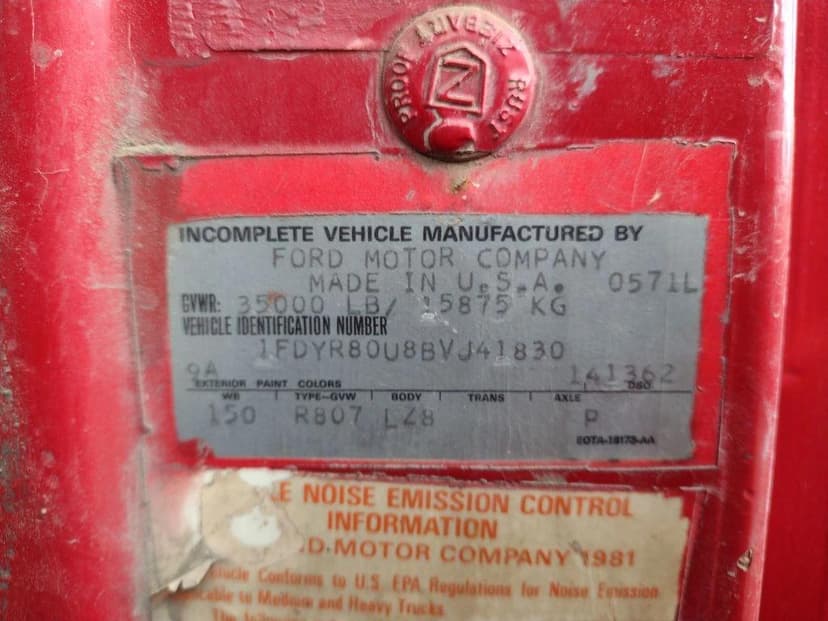 ZIEBART RUST PROOF
Z
INCOMPLETE VEHICLE MANUFACTURED BY
FORD MOTOR COMPANY
MADE IN U.S.A. 0571L
GVWR: 35000 LB/ 15875 KG
VEHICLE IDENTIFICATION NUMBER
1FDYR80U8BVJ41830
9A 141362
EXTERIOR PAINT COLORS DSO
WB TYPE-GVW BODY TRANS AXLE
150 R807 LZ8 P
E0TA-18178-AA
E NOISE EMISSION CONTROL
INFORMATION
D MOTOR COMPANY 1981
hicle Conforms to U.S. EPA Regulations for Noise Emission
licable to Medium and Heavy Trucks
The